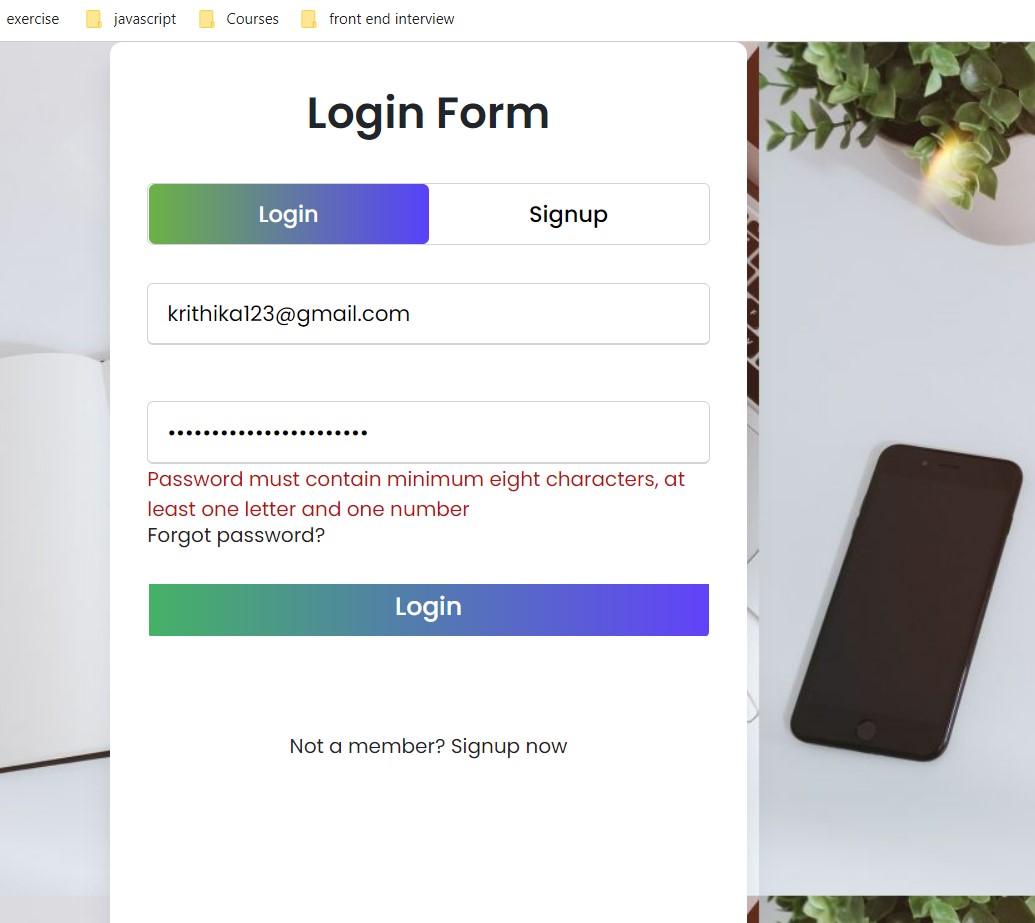 exercise javascript Courses front end interview
Login Form
Login Signup
krithika123@gmail.com
•••••••••••••••••••••••
Password must contain minimum eight characters, at
least one letter and one number
Forgot password?
Login
Not a member? Signup now